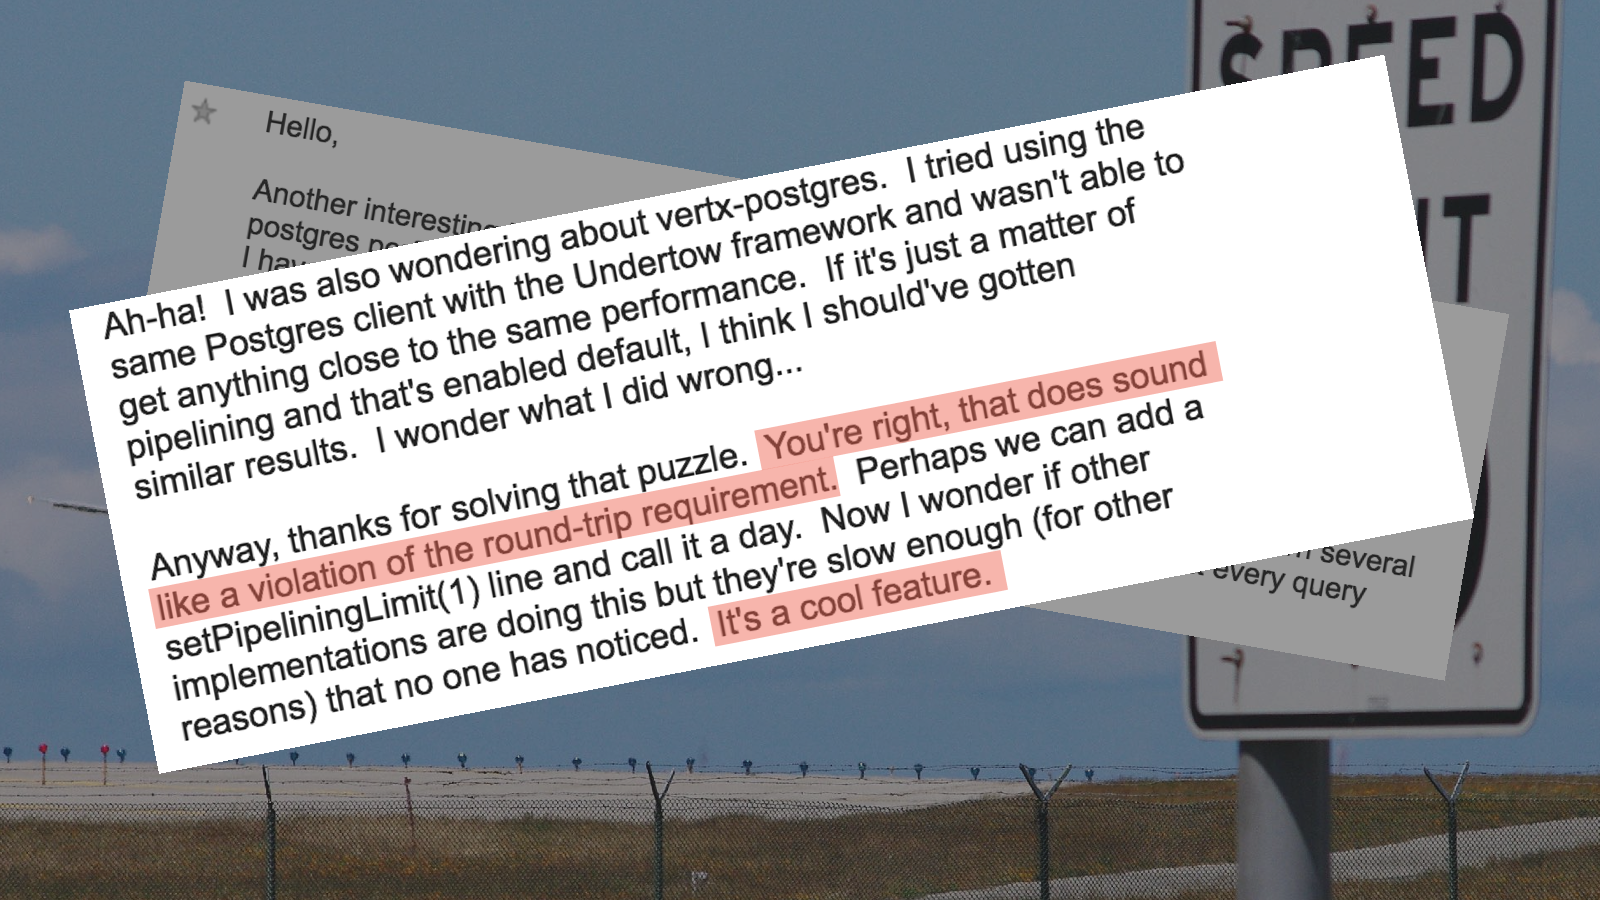 SPEED
Hello,
Another interesting
postgres
I hav
Ah-ha!  I was also wondering about vertx-postgres.  I tried using the
same Postgres client with the Undertow framework and wasn't able to
get anything close to the same performance.  If it's just a matter of
pipelining and that's enabled default, I think I should've gotten
similar results.  I wonder what I did wrong...
Anyway, thanks for solving that puzzle.  You're right, that does sound
like a violation of the round-trip requirement.  Perhaps we can add a
setPipeliningLimit(1) line and call it a day.  Now I wonder if other
implementations are doing this but they're slow enough (for other
reasons) that no one has noticed.  It's a cool feature.
several
every query